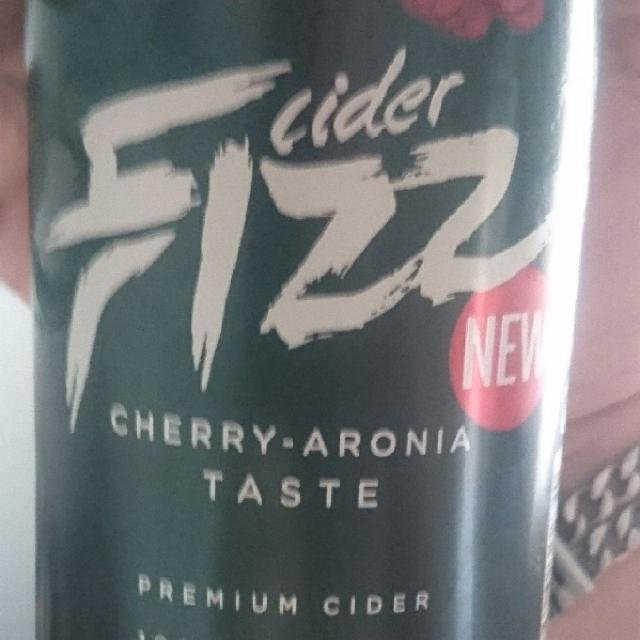 cider
FIZZ
NEW
CHERRY-ARONIA
TASTE
PREMIUM CIDER